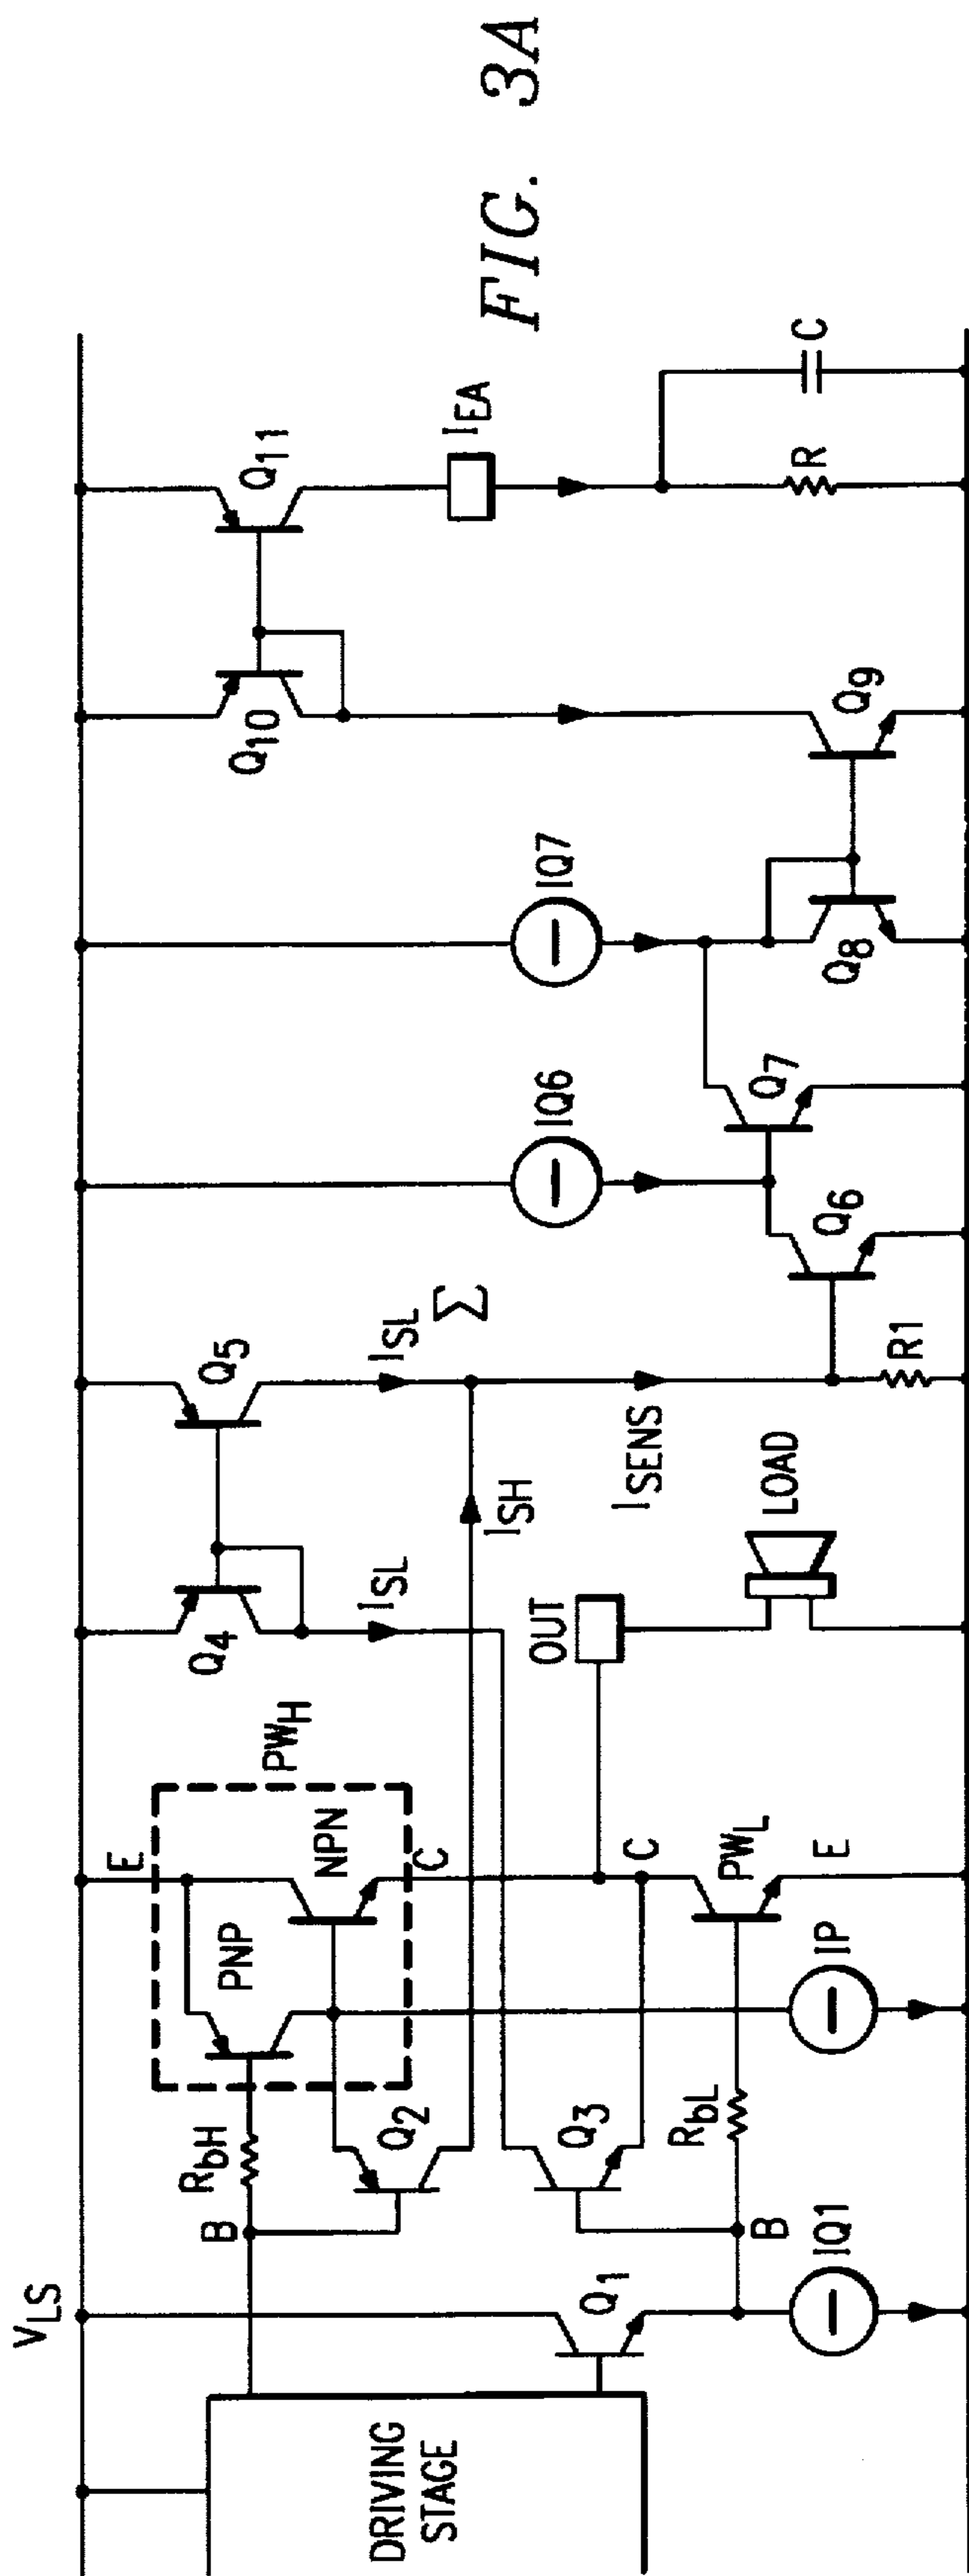 FIG. 3A
V_LS
DRIVING
STAGE
Q1
IQ1
B
R_bH
Q2
Q3
B
R_bL
E
PNP
NPN
PW_H
C
C
PW_L
E
IP
OUT
LOAD
Q4
I_SL
Q5
I_SL
Σ
I_SH
I_SENS
R1
Q6
IQ6
Q7
IQ7
Q8
Q9
Q10
Q11
I_EA
R
C